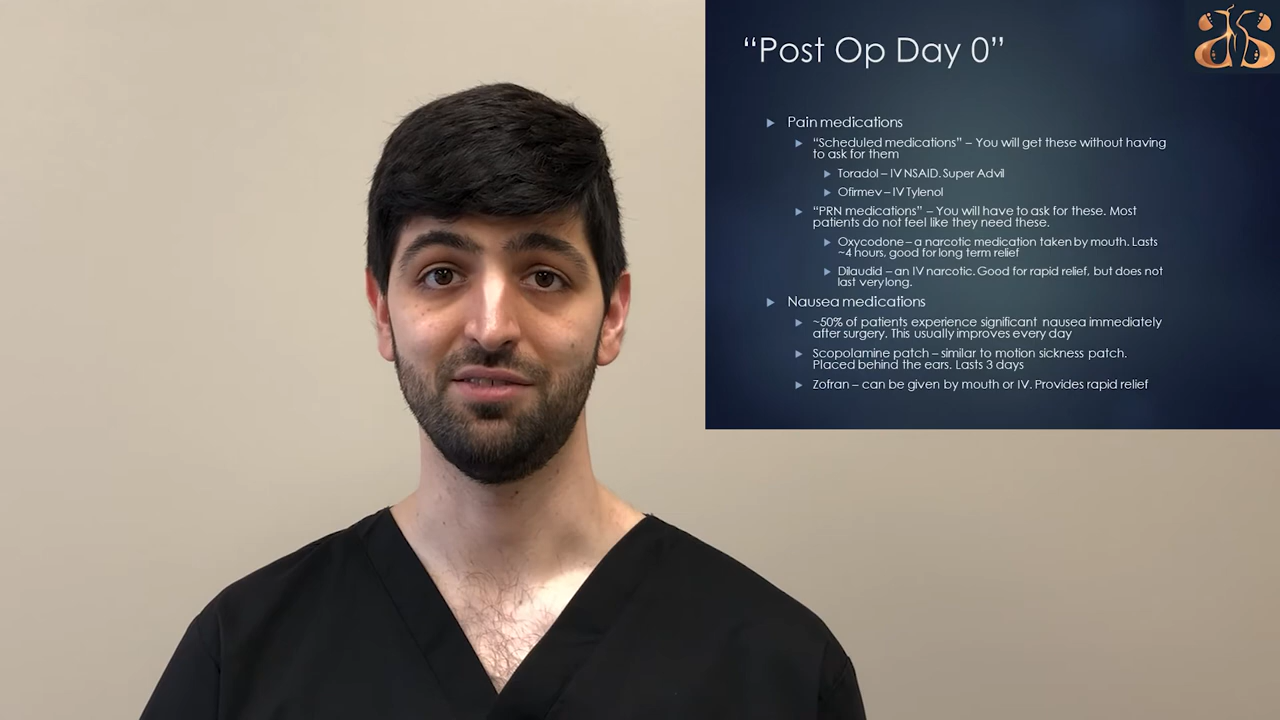 “Post Op Day 0”
Pain medications
“Scheduled medications” – You will get these without having
to ask for them
Toradol – IV NSAID. Super Advil
Ofirmev – IV Tylenol
“PRN medications” – You will have to ask for these. Most
patients do not feel like they need these.
Oxycodone – a narcotic medication taken by mouth. Lasts
~4 hours, good for long term relief
Dilaudid – an IV narcotic. Good for rapid relief, but does not
last very long.
Nausea medications
~50% of patients experience significant nausea immediately
after surgery. This usually improves every day
Scopolamine patch – similar to motion sickness patch.
Placed behind the ears. Lasts 3 days
Zofran – can be given by mouth or IV. Provides rapid relief